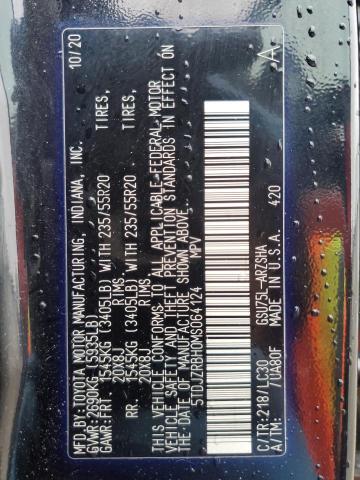 MFD.BY:TOYOTA MOTOR MANUFACTURING, INDIANA, INC. 10/20
GVWR:2690KG (5935LB)
GAWR:FRT. 1545KG (3405LB) WITH 235/55R20 TIRES,
20X8J RIMS
RR. 1545KG (3405LB) WITH 235/55R20 TIRES,
20X8J RIMS
THIS VEHICLE CONFORMS TO ALL APPLICABLE FEDERAL MOTOR
VEHICLE SAFETY AND THEFT PREVENTION STANDARDS IN EFFECT ON
THE DATE OF MANUFACTURE SHOWN ABOVE.
5TDJZRBH0MS064124 MPV
C/TR:218/LC30 GSU75L-ARZSHA A
A/TM: /UA80F MADE IN U.S.A. 420